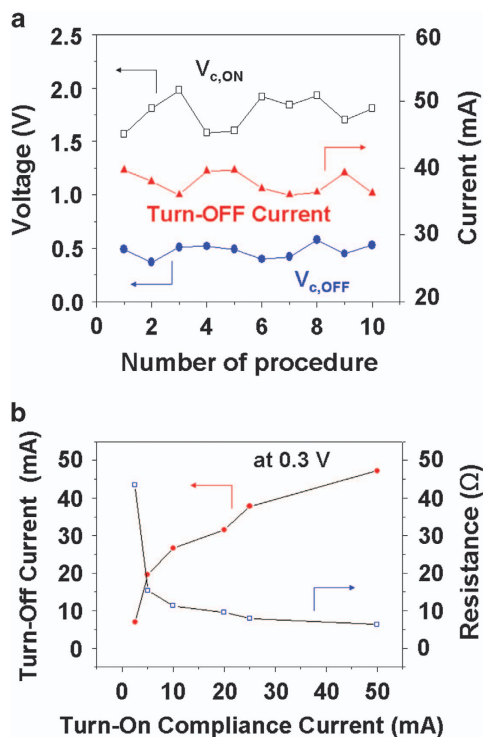 a
2.5
2.0
1.5
1.0
0.5
0.0
Voltage (V)
60
50
40
30
20
Current (mA)
V_c,ON
Turn-OFF Current
V_c,OFF
0 2 4 6 8 10
Number of procedure
b
50
40
30
20
10
0
Turn-Off Current (mA)
at 0.3 V
50
40
30
20
10
0
Resistance (Ω)
0 10 20 30 40 50
Turn-On Compliance Current (mA)